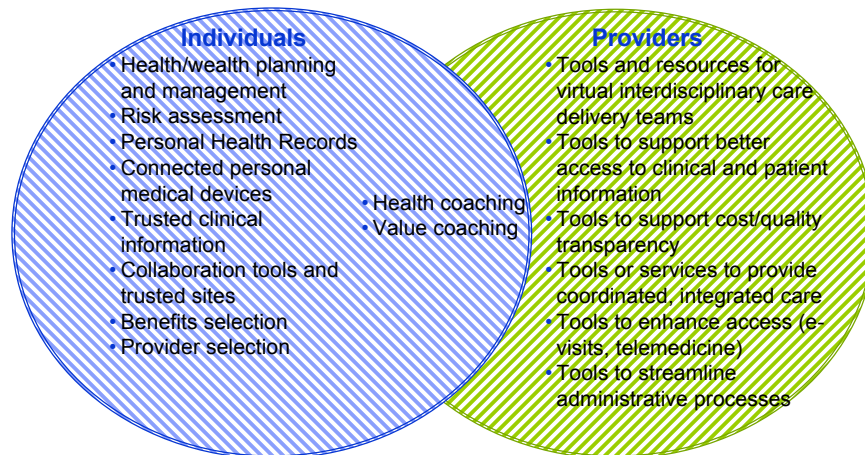 Individuals
• Health/wealth planning
and management
• Risk assessment
• Personal Health Records
• Connected personal
medical devices
• Trusted clinical
information
• Collaboration tools and
trusted sites
• Benefits selection
• Provider selection
• Health coaching
• Value coaching
Providers
• Tools and resources for
virtual interdisciplinary care
delivery teams
• Tools to support better
access to clinical and patient
information
• Tools to support cost/quality
transparency
• Tools or services to provide
coordinated, integrated care
• Tools to enhance access (e-
visits, telemedicine)
• Tools to streamline
administrative processes